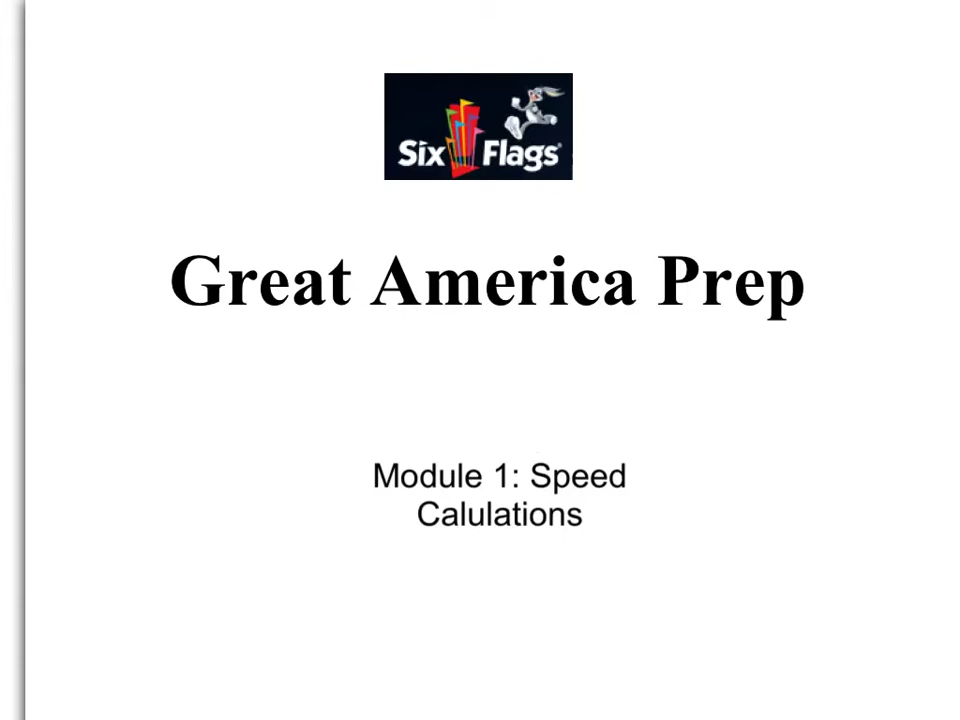 Six Flags
Great America Prep
Module 1: Speed
Calulations